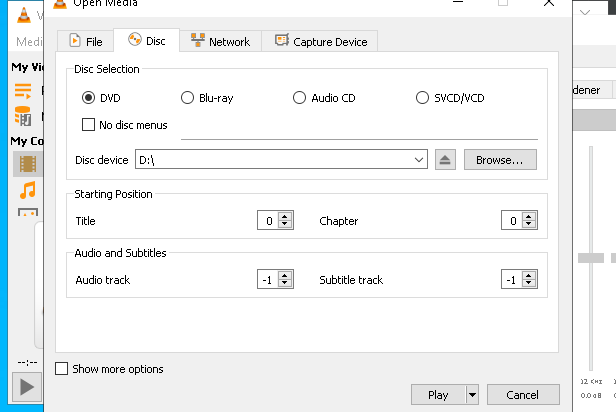 Open Media
Medi
File
Disc
Network
Capture Device
My Vi
My Co
Disc Selection
DVD
Blu-ray
Audio CD
SVCD/VCD
No disc menus
Disc device
D:\
Browse...
Starting Position
Title
0
Chapter
0
Audio and Subtitles
Audio track
-1
Subtitle track
-1
--:--
Show more options
Play
Cancel
dener
12 KHz
0.0 dB